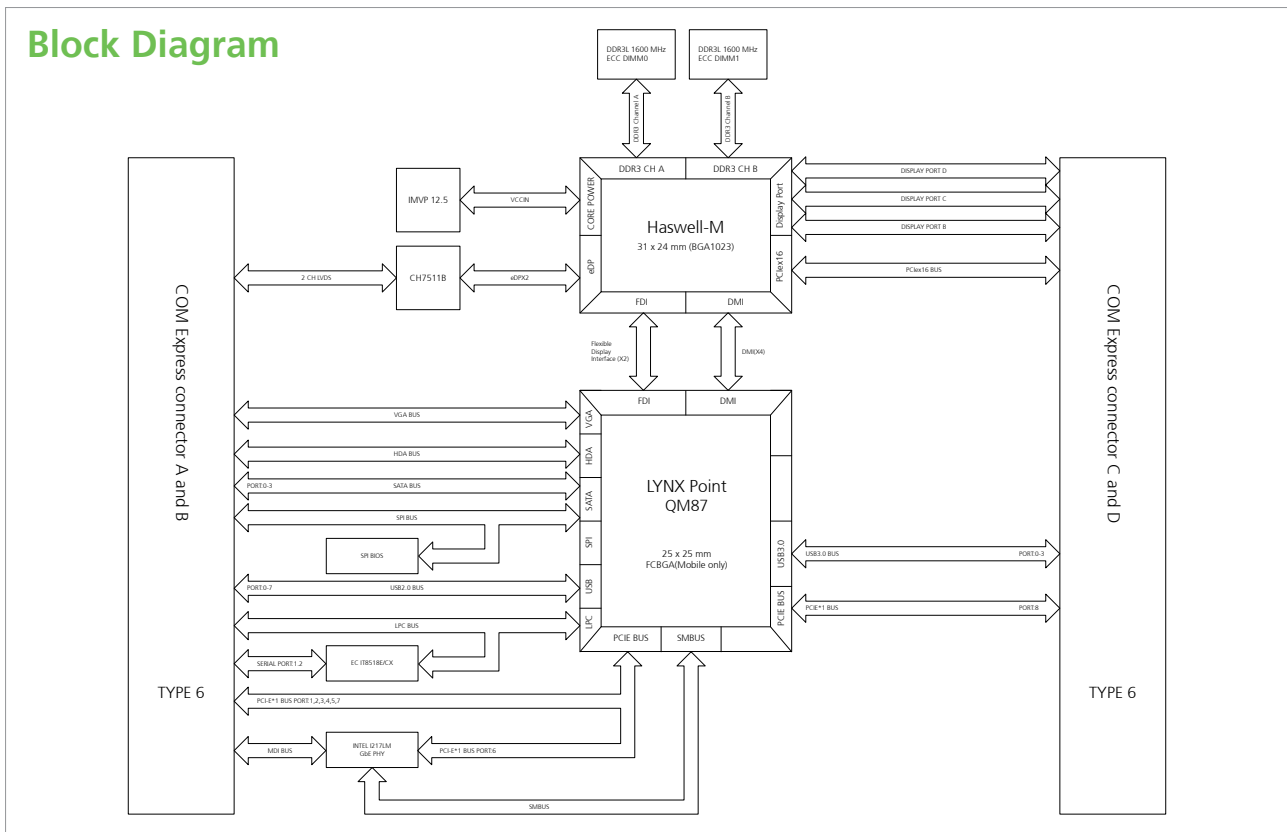 Block Diagram
DDR3L 1600 MHz
ECC DIMM0
DDR3L 1600 MHz
ECC DIMM1
DDR3 Channel A
DDR3 Channel B
DDR3 CH A
DDR3 CH B
IMVP 12.5
VCCIN
CORE POWER
Haswell-M
31 x 24 mm (BGA1023)
Display Port
DISPLAY PORT D
DISPLAY PORT C
DISPLAY PORT B
2 CH LVDS
CH7511B
eDPX2
eDP
PCIex16
PCIex16 BUS
FDI
DMI
Flexible
Display
Interface (X2)
DMI(X4)
FDI
DMI
COM Express connector A and B
TYPE 6
COM Express connector C and D
TYPE 6
VGA BUS
VGA
HDA BUS
HDA
PORT:0-3
SATA BUS
SATA
SPI BUS
SPI
SPI BIOS
LYNX Point
QM87
25 x 25 mm
FCBGA(Mobile only)
USB3.0
USB3.0 BUS
PORT:0-3
PORT:0-7
USB2.0 BUS
USB
PCIE BUS
PCIE*1 BUS
PORT:8
LPC BUS
LPC
PCIE BUS
SMBUS
SERIAL PORT:1.2
EC IT8518E/CX
PCI-E*1 BUS PORT:1,2,3,4,5,7
MDI BUS
INTEL I217LM
GbE PHY
PCI-E*1 BUS PORT:6
SMBUS